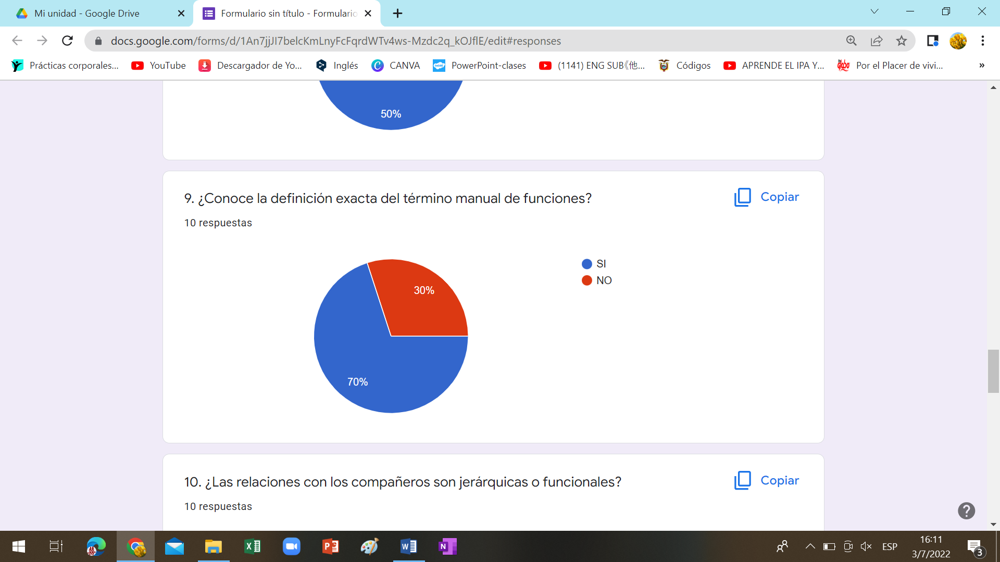 Mi unidad - Google Drive
Formulario sin título - Formulario
docs.google.com/forms/d/1An7jjJI7belcKmLnyFcFqrdWTv4ws-Mzdc2q_kOJflE/edit#responses
Prácticas corporales...
YouTube
Descargador de Yo...
Inglés
CANVA
PowerPoint-clases
(1141) ENG SUB《他...
Códigos
APRENDE EL IPA Y...
Por el Placer de vivi...
»
50%
9. ¿Conoce la definición exacta del término manual de funciones?
Copiar
10 respuestas
SI
NO
30%
70%
10. ¿Las relaciones con los compañeros son jerárquicas o funcionales?
Copiar
10 respuestas
ESP
16:11
3/7/2022
3